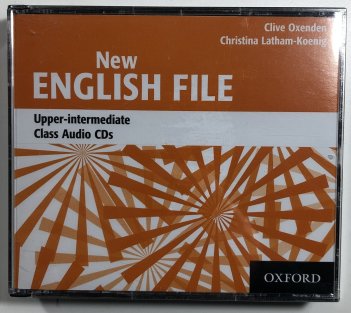 Clive Oxenden
Christina Latham-Koenig
New
ENGLISH FILE
Upper-intermediate
Class Audio CDs
OXFORD